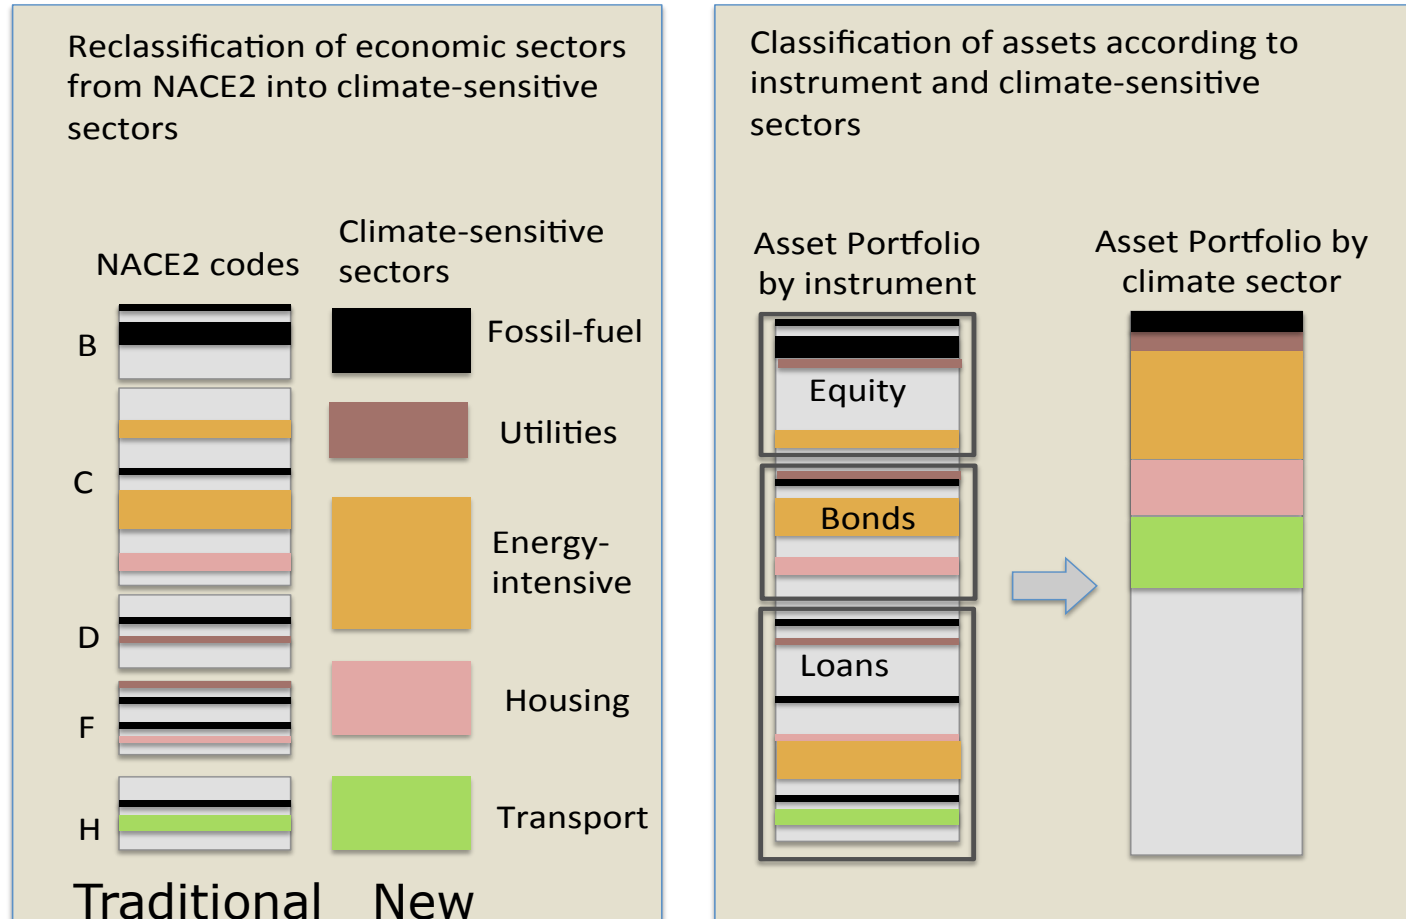 Reclassification of economic sectors
from NACE2 into climate-sensitive
sectors
Climate-sensitive
sectors
NACE2 codes
B
Fossil-fuel
Utilities
C
Energy-
intensive
D
Housing
F
Transport
H
Traditional New
Classification of assets according to
instrument and climate-sensitive
sectors
Asset Portfolio
by instrument
Asset Portfolio by
climate sector
Equity
Bonds
Loans